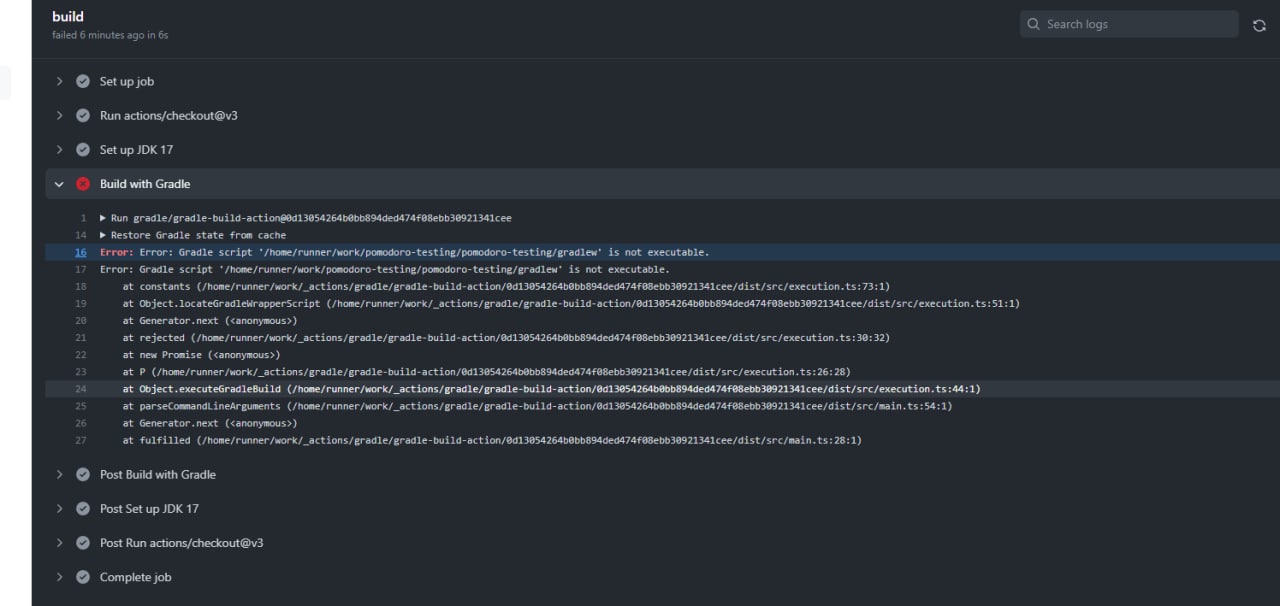 build
failed 6 minutes ago in 6s
Search logs
Set up job
Run actions/checkout@v3
Set up JDK 17
Build with Gradle
1 Run gradle/gradle-build-action@0d13054264b0bb894ded474f08ebb30921341cee
14 Restore Gradle state from cache
16 Error: Error: Gradle script '/home/runner/work/pomodoro-testing/pomodoro-testing/gradlew' is not executable.
17 Error: Gradle script '/home/runner/work/pomodoro-testing/pomodoro-testing/gradlew' is not executable.
18 at constants (/home/runner/work/_actions/gradle/gradle-build-action/0d13054264b0bb894ded474f08ebb30921341cee/dist/src/execution.ts:73:1)
19 at Object.locateGradleWrapperScript (/home/runner/work/_actions/gradle/gradle-build-action/0d13054264b0bb894ded474f08ebb30921341cee/dist/src/execution.ts:51:1)
20 at Generator.next (<anonymous>)
21 at rejected (/home/runner/work/_actions/gradle/gradle-build-action/0d13054264b0bb894ded474f08ebb30921341cee/dist/src/execution.ts:30:32)
22 at new Promise (<anonymous>)
23 at P (/home/runner/work/_actions/gradle/gradle-build-action/0d13054264b0bb894ded474f08ebb30921341cee/dist/src/execution.ts:26:28)
24 at Object.executeGradleBuild (/home/runner/work/_actions/gradle/gradle-build-action/0d13054264b0bb894ded474f08ebb30921341cee/dist/src/execution.ts:44:1)
25 at parseCommandLineArguments (/home/runner/work/_actions/gradle/gradle-build-action/0d13054264b0bb894ded474f08ebb30921341cee/dist/src/main.ts:54:1)
26 at Generator.next (<anonymous>)
27 at fulfilled (/home/runner/work/_actions/gradle/gradle-build-action/0d13054264b0bb894ded474f08ebb30921341cee/dist/src/main.ts:28:1)
Post Build with Gradle
Post Set up JDK 17
Post Run actions/checkout@v3
Complete job